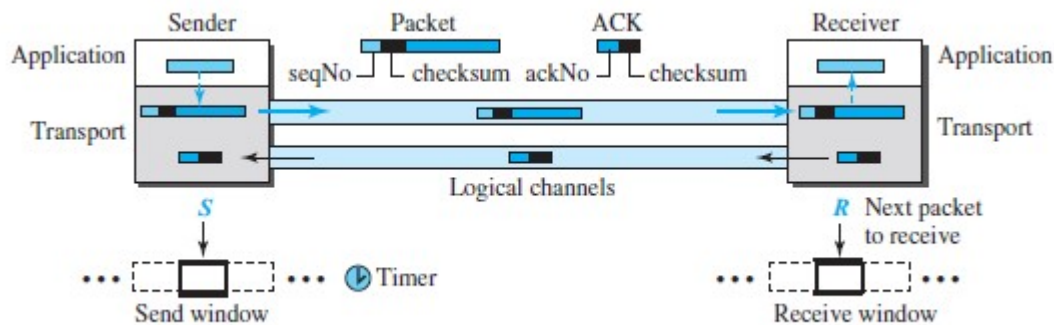 Sender Packet ACK Receiver
Application Application
seqNo checksum ackNo checksum
Transport Transport
Logical channels
S R Next packet
to receive
Timer
Send window Receive window